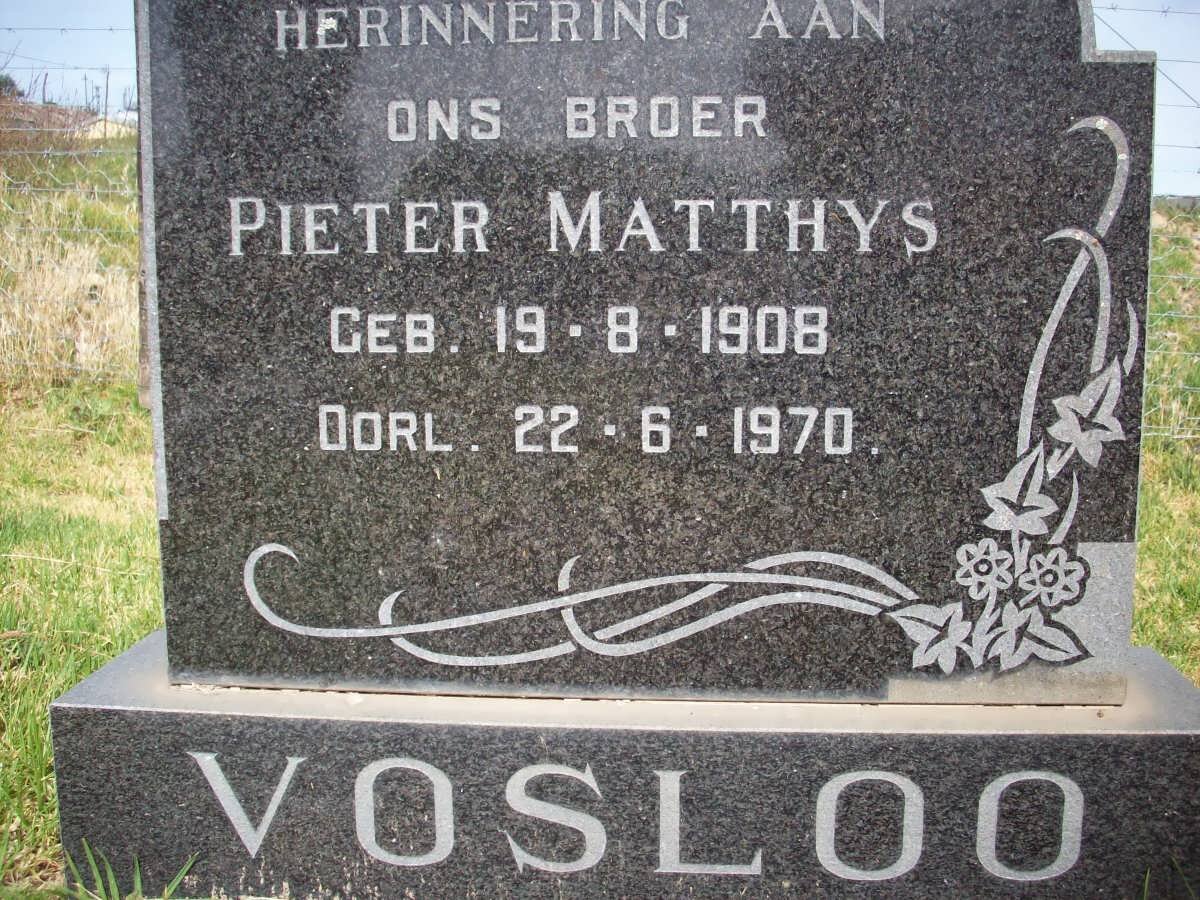 HERINNERING AAN
ONS BROER
PIETER MATTHYS
GEB. 19-8-1908
OORL. 22-6-1970.
VOSLOO